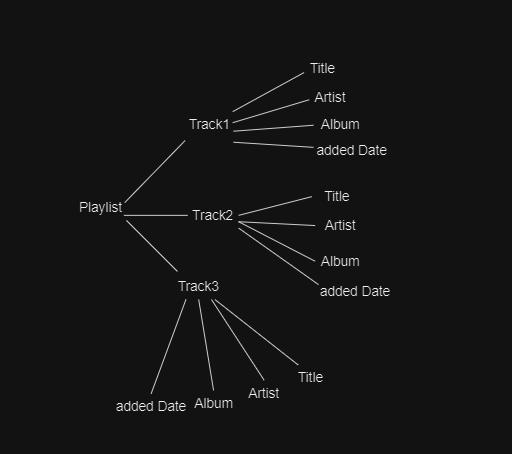 Playlist
Track1
Title
Artist
Album
added Date
Track2
Title
Artist
Album
added Date
Track3
added Date
Album
Artist
Title